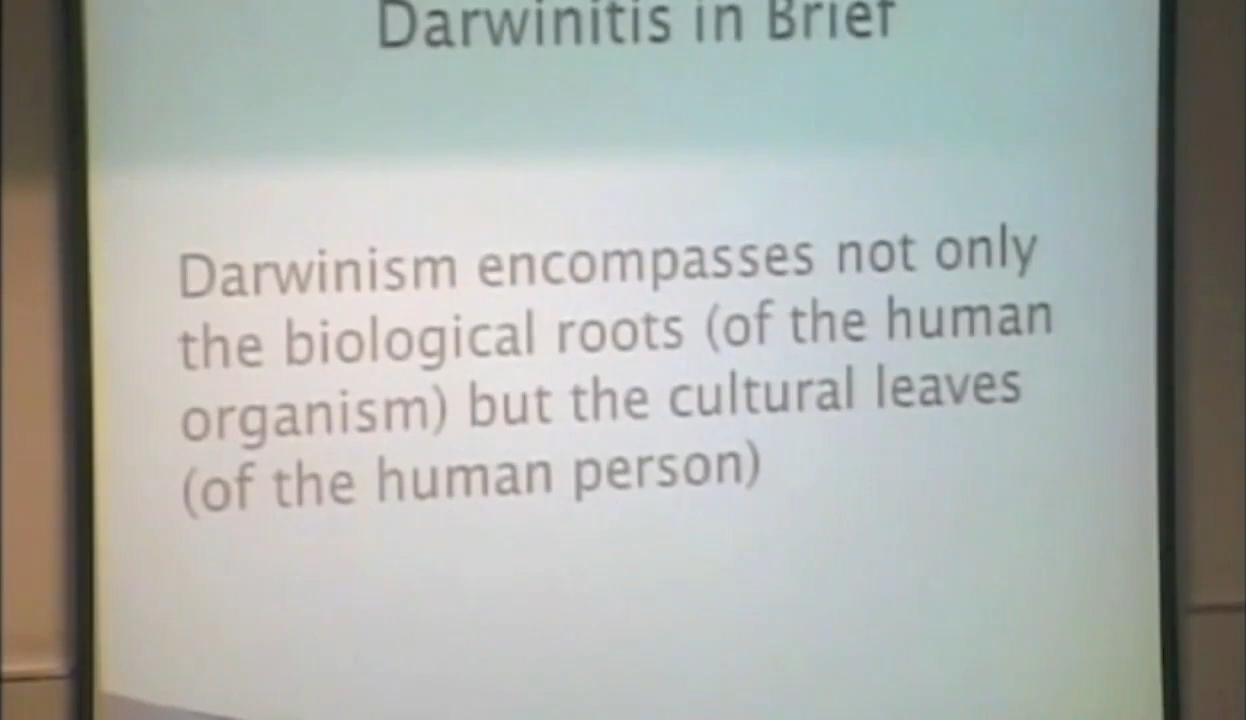 Darwinitis in Brief
Darwinism encompasses not only
the biological roots (of the human
organism) but the cultural leaves
(of the human person)